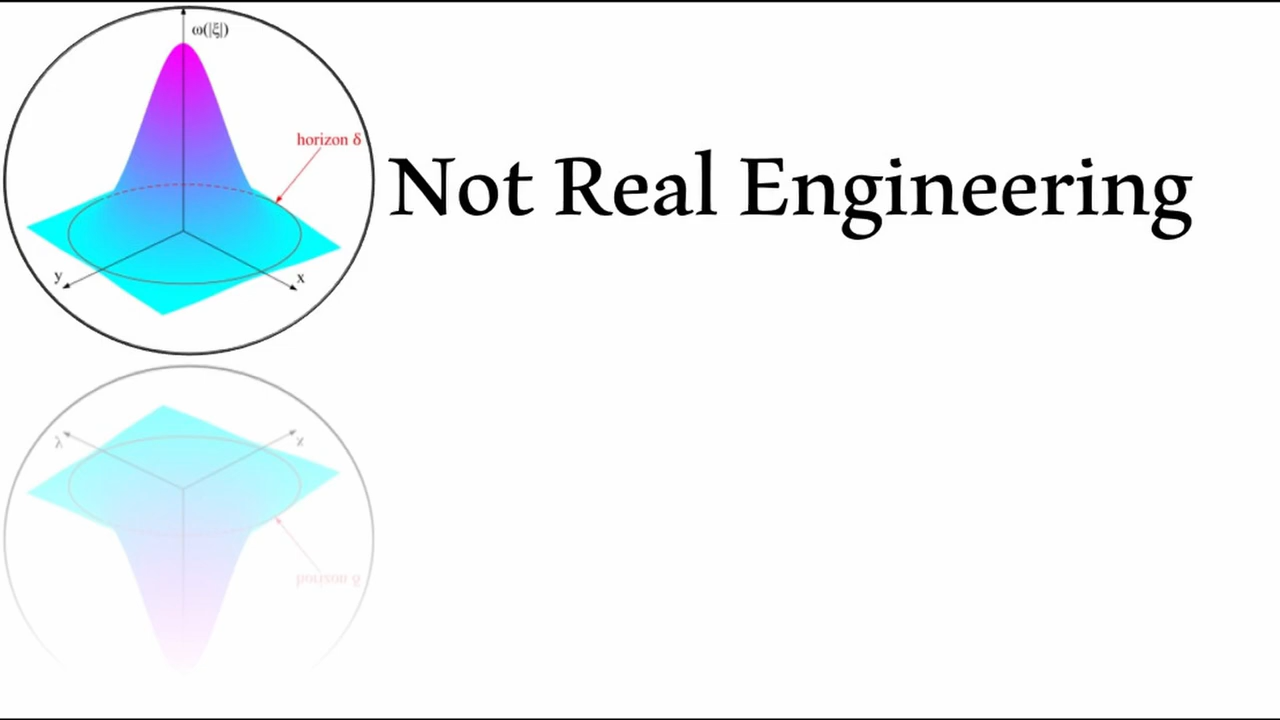 ω(|ξ|)
horizon δ
Not Real Engineering
y
x